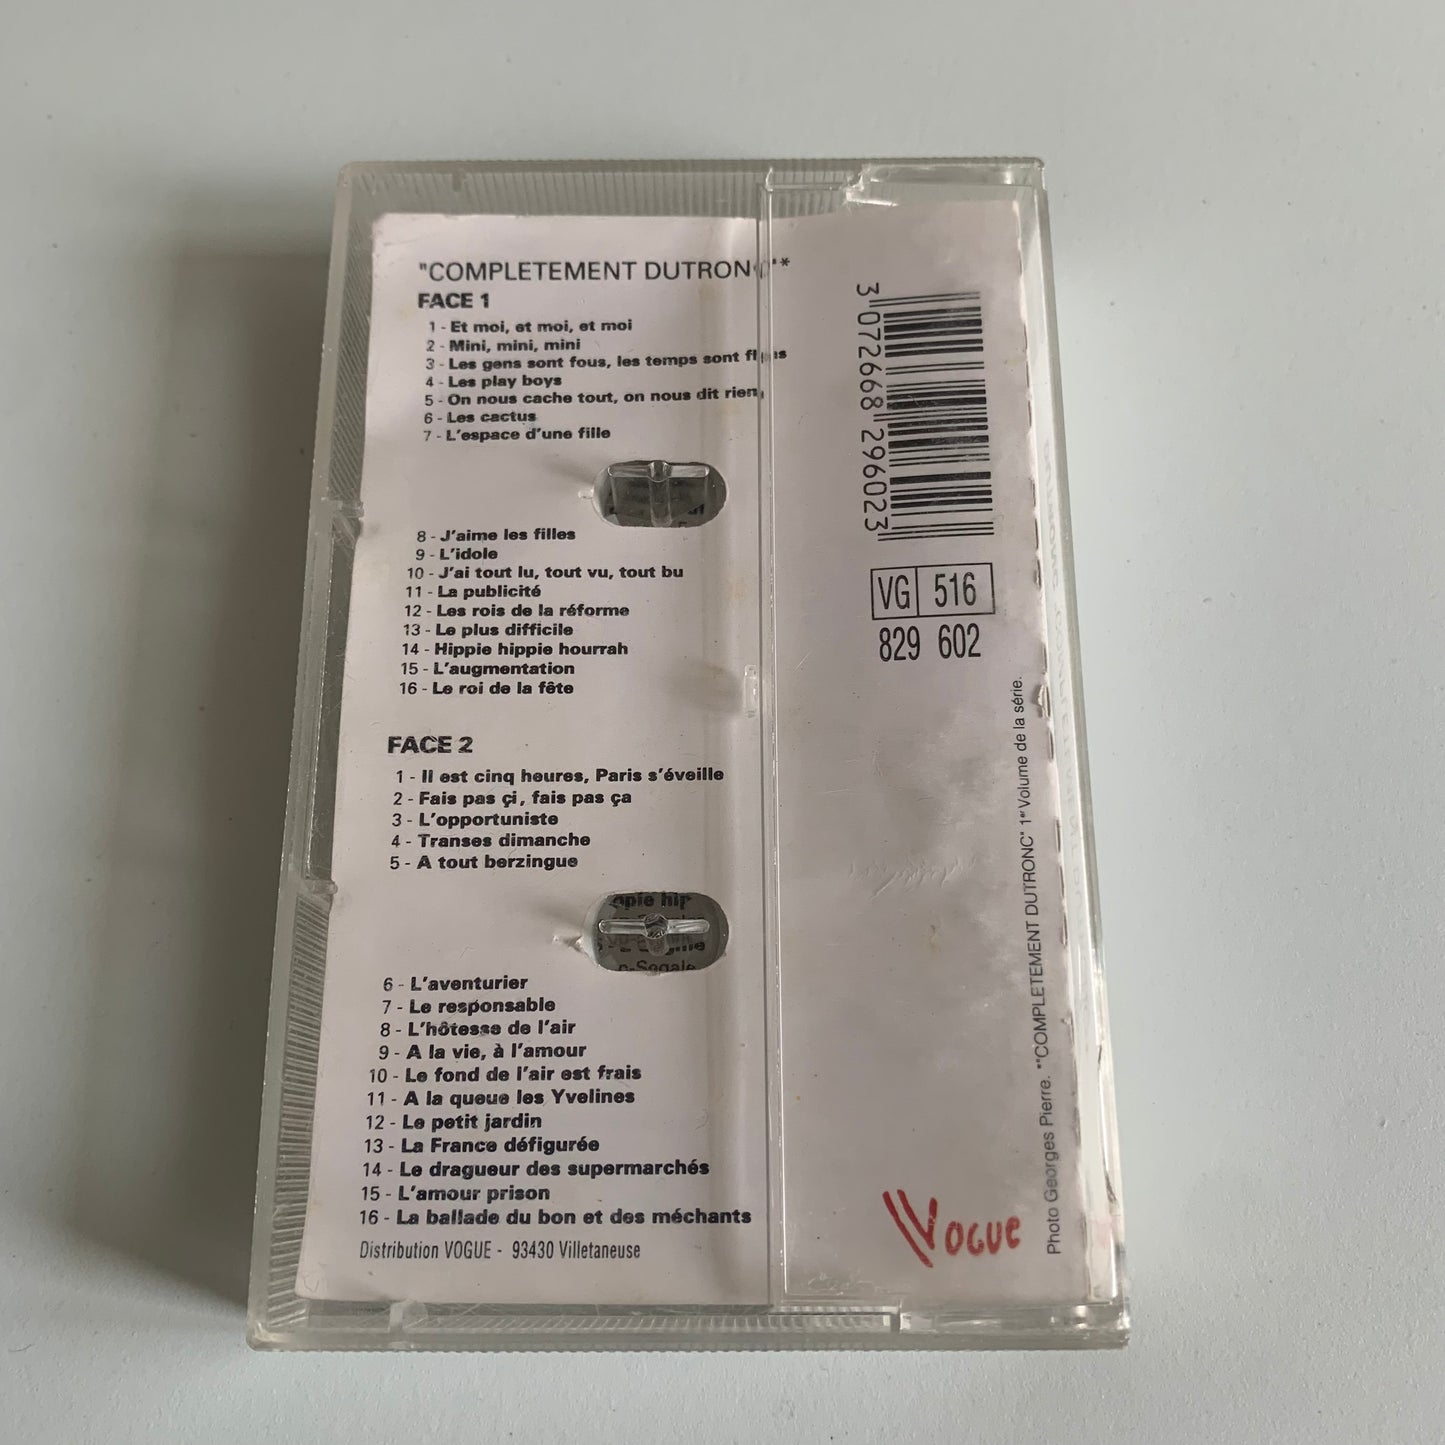 "COMPLETEMENT DUTRONC"*
FACE 1
1 - Et moi, et moi, et moi
2 - Mini, mini, mini
3 - Les gens sont fous, les temps sont flous
4 - Les play boys
5 - On nous cache tout, on nous dit rien
6 - Les cactus
7 - L'espace d'une fille
8 - J'aime les filles
9 - L'idole
10 - J'ai tout lu, tout vu, tout bu
11 - La publicité
12 - Les rois de la réforme
13 - Le plus difficile
14 - Hippie hippie hourrah
15 - L'augmentation
16 - Le roi de la fête
FACE 2
1 - Il est cinq heures, Paris s'éveille
2 - Fais pas çi, fais pas ça
3 - L'opportuniste
4 - Transes dimanche
5 - A tout berzingue
6 - L'aventurier
7 - Le responsable
8 - L'hôtesse de l'air
9 - A la vie, à l'amour
10 - Le fond de l'air est frais
11 - A la queue les Yvelines
12 - Le petit jardin
13 - La France défigurée
14 - Le dragueur des supermarchés
15 - L'amour prison
16 - La ballade du bon et des méchants
Distribution VOGUE - 93430 Villetaneuse
3 072668 296023
VG 516
829 602
VOGUE
Photo Georges Pierre. *"COMPLETEMENT DUTRONC" 1er Volume de la série.